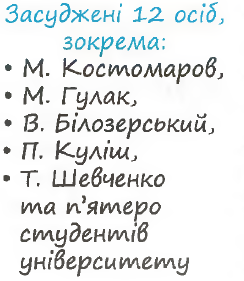 Засуджені 12 осіб,
зокрема:
• М. Костомаров,
• М. Гулак,
• В. Білозерський,
• П. Куліш,
• Т. Шевченко
та п'ятеро
студентів
університету